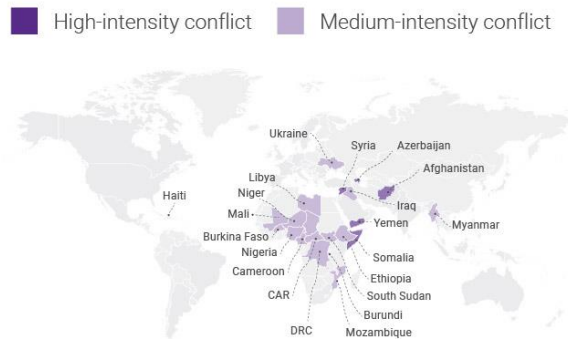 High-intensity conflict
Medium-intensity conflict
Ukraine
Syria
Azerbaijan
Afghanistan
Libya
Haiti
Niger
Iraq
Mali
Yemen
Myanmar
Burkina Faso
Nigeria
Somalia
Cameroon
Ethiopia
CAR
South Sudan
Burundi
DRC
Mozambique